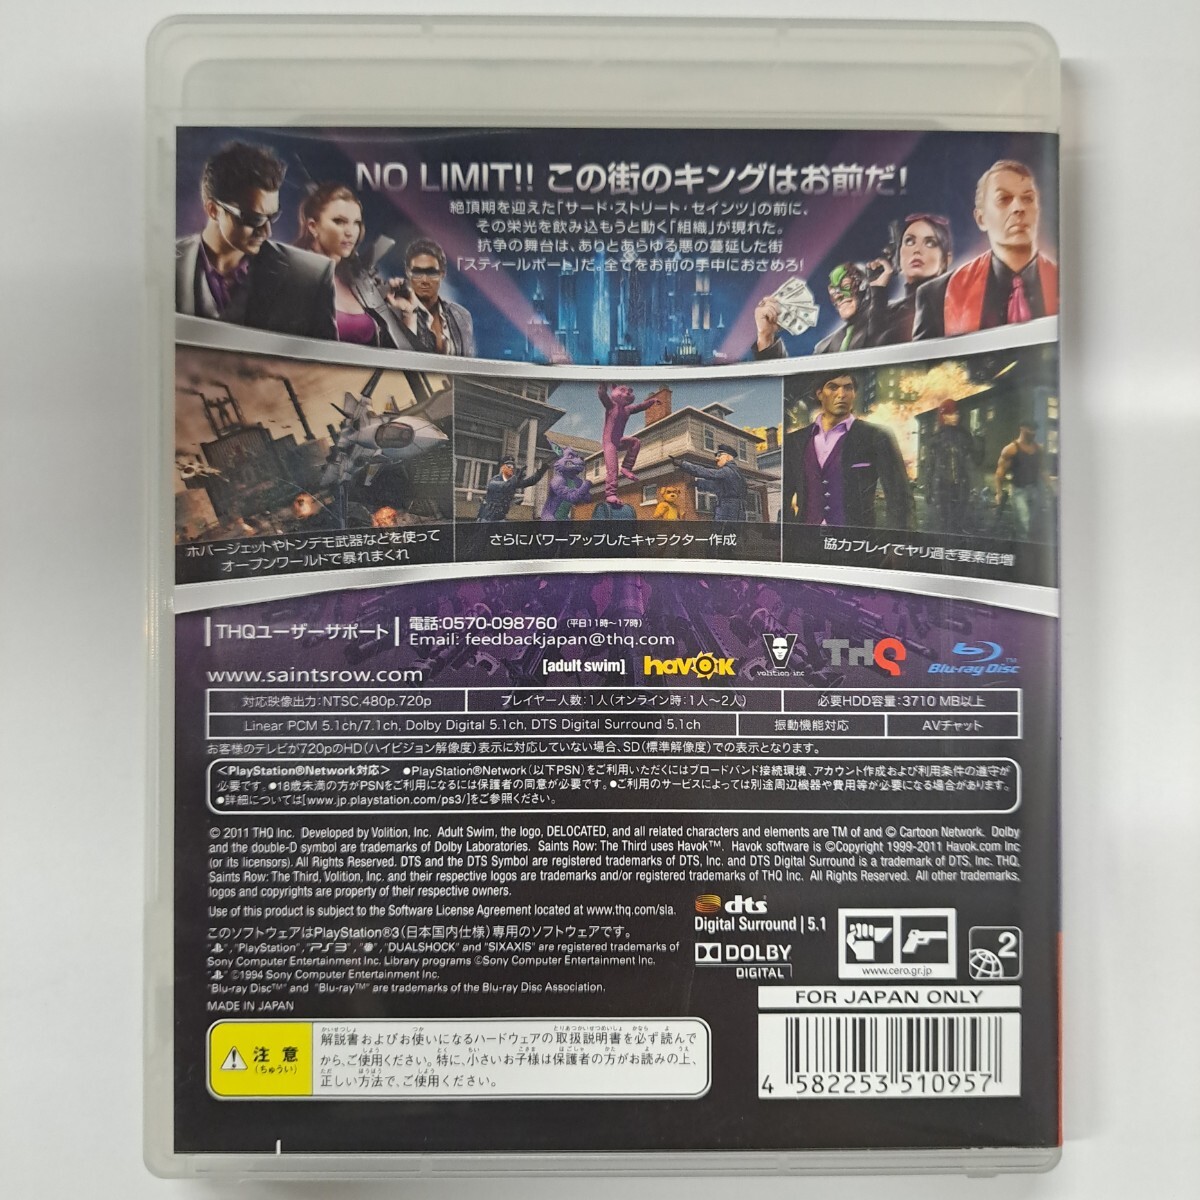 NO LIMIT!! この街のキングはお前だ!
絶頂期を迎えた「サード・ストリート・セインツ」の前に、
その栄光を飲み込もうと動く「組織」が現れた。
抗争の舞台は、ありとあらゆる悪の蔓延した街
「スティールポート」だ。全てをお前の手中におさめろ!
ホバージェットやトンデモ武器などを使って
オープンワールドで暴れまくれ
さらにパワーアップしたキャラクター作成
協力プレイでヤリ過ぎ要素倍増
THQユーザーサポート
電話:0570-098760 (平日11時～17時)
Email: feedbackjapan@thq.com
www.saintsrow.com
[adult swim] havok volition inc THQ Blu-ray Disc™
対応映像出力:NTSC,480p,720p プレイヤー人数:1人(オンライン時:1人～2人) 必要HDD容量:3710 MB以上
Linear PCM 5.1ch/7.1ch, Dolby Digital 5.1ch, DTS Digital Surround 5.1ch 振動機能対応 AVチャット
お客様のテレビが720pのHD(ハイビジョン解像度)表示に対応していない場合、SD(標準解像度)での表示となります。
<PlayStation®Network対応> ●PlayStation®Network(以下PSN)をご利用いただくにはブロードバンド接続環境、アカウント作成および利用条件の遵守が
必要です。●18歳未満の方がPSNをご利用になるには保護者の同意が必要です。●ご利用のサービスによっては別途周辺機器や費用等が必要になる場合があります。
●詳細については[www.jp.playstation.com/ps3/]をご参照ください。
© 2011 THQ Inc. Developed by Volition, Inc. Adult Swim, the logo, DELOCATED, and all related characters and elements are TM of and © Cartoon Network. Dolby
and the double-D symbol are trademarks of Dolby Laboratories. Saints Row: The Third uses Havok™. Havok software is ©Copyright 1999-2011 Havok.com Inc
(or its licensors). All Rights Reserved. DTS and the DTS Symbol are registered trademarks of DTS, Inc. and DTS Digital Surround is a trademark of DTS, Inc. THQ,
Saints Row: The Third, Volition, Inc. and their respective logos are trademarks and/or registered trademarks of THQ Inc. All Rights Reserved. All other trademarks,
logos and copyrights are property of their respective owners.
Use of this product is subject to the Software License Agreement located at www.thq.com/sla.
このソフトウェアはPlayStation®3(日本国内仕様)専用のソフトウェアです。
" ", "PlayStation", "PS3", " ", "DUALSHOCK" and "SIXAXIS" are registered trademarks of
Sony Computer Entertainment Inc. Library programs ©Sony Computer Entertainment Inc.
" " ©1994 Sony Computer Entertainment Inc.
"Blu-ray Disc™" and "Blu-ray™" are trademarks of the Blu-ray Disc Association.
MADE IN JAPAN
dts
Digital Surround | 5.1
DOLBY
DIGITAL
www.cero.gr.jp
2
FOR JAPAN ONLY
注意
(ちゅうい)
解説書およびお使いになるハードウェアの取扱説明書を必ず読んで
から、ご使用ください。特に、小さいお子様は保護者の方がお読みの上、
正しい方法で、ご使用ください。
4 582253 510957